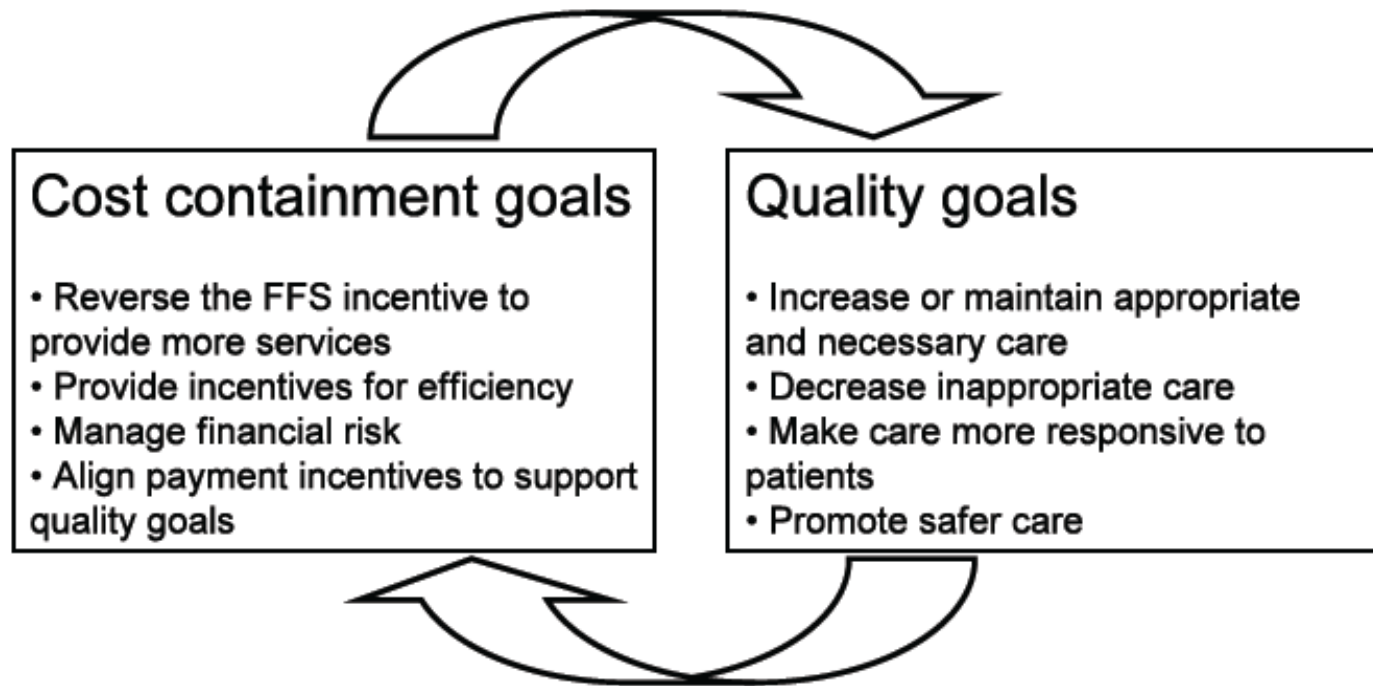 Cost containment goals
• Reverse the FFS incentive to
provide more services
• Provide incentives for efficiency
• Manage financial risk
• Align payment incentives to support
quality goals
Quality goals
• Increase or maintain appropriate
and necessary care
• Decrease inappropriate care
• Make care more responsive to
patients
• Promote safer care